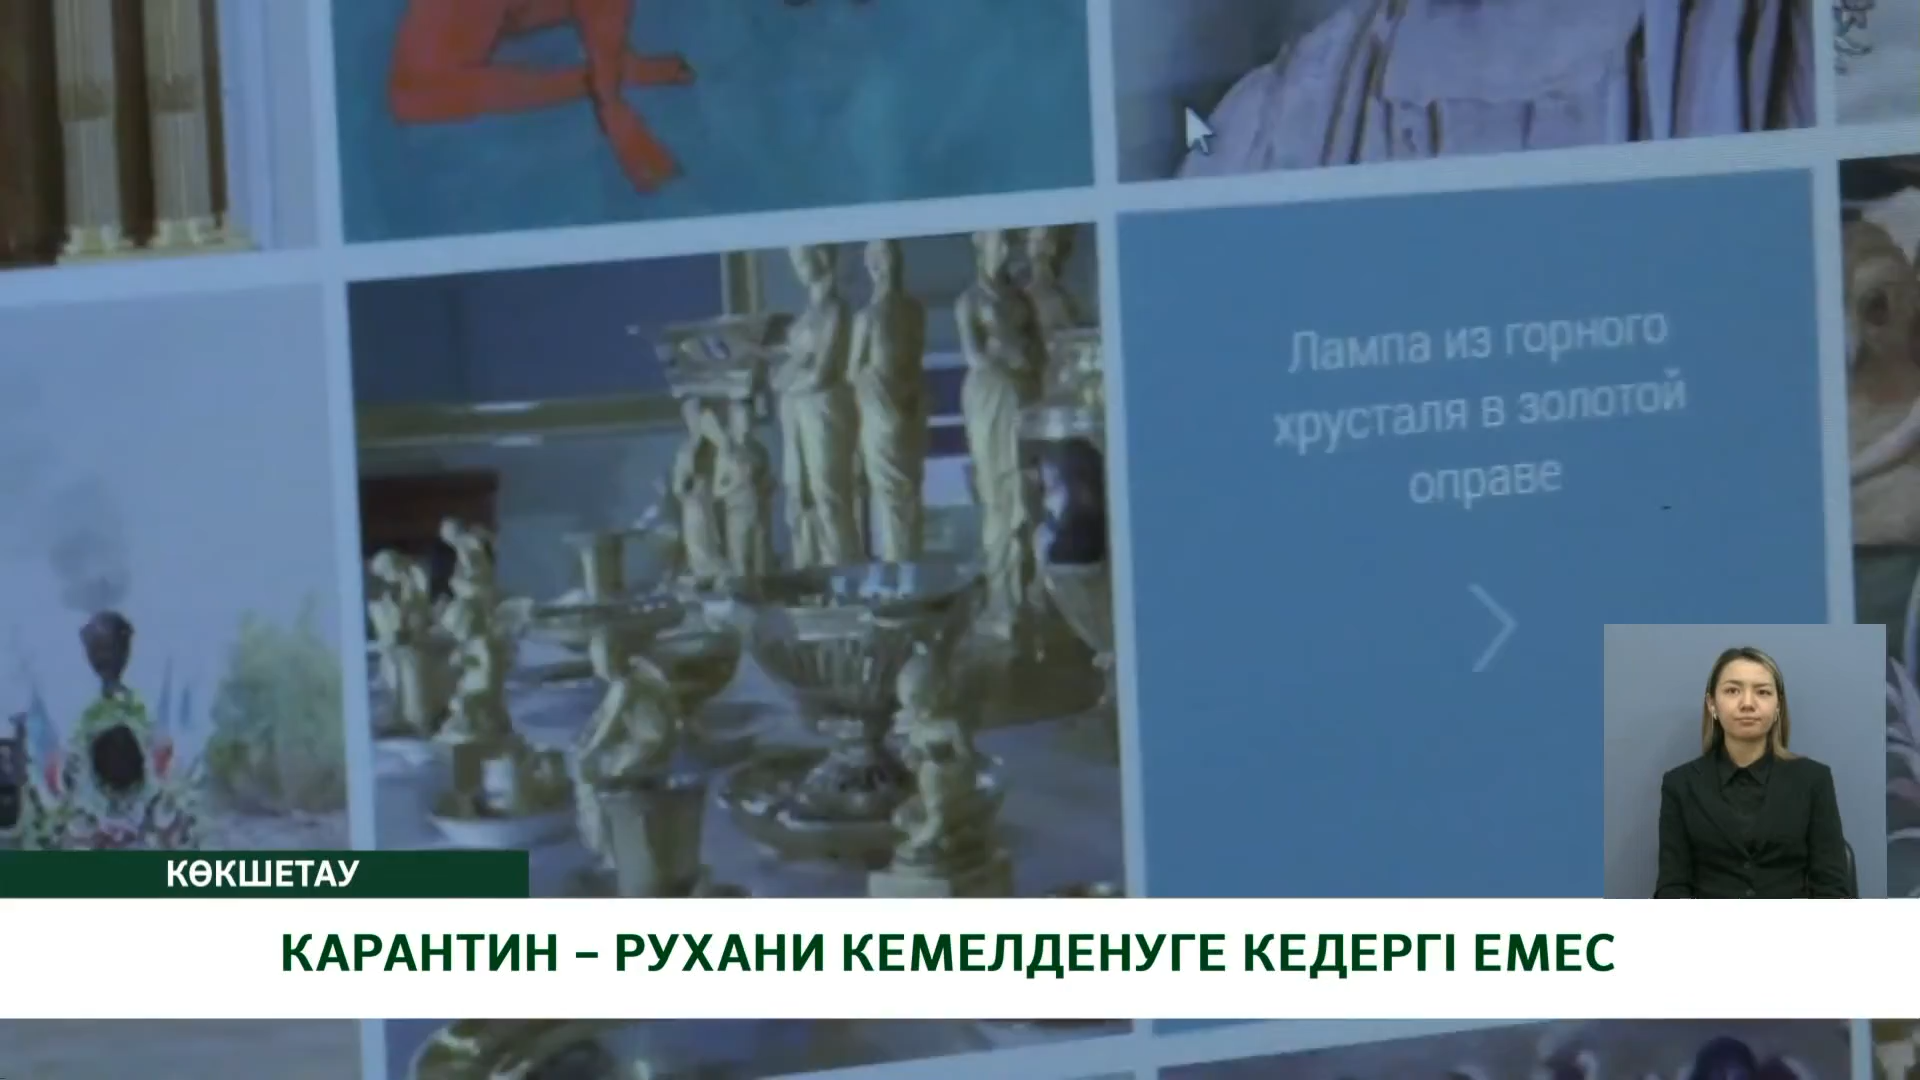 Лампа из горного
хрусталя в золотой
оправе
КӨКШЕТАУ
КАРАНТИН – РУХАНИ КЕМЕЛДЕНУГЕ КЕДЕРГІ ЕМЕС